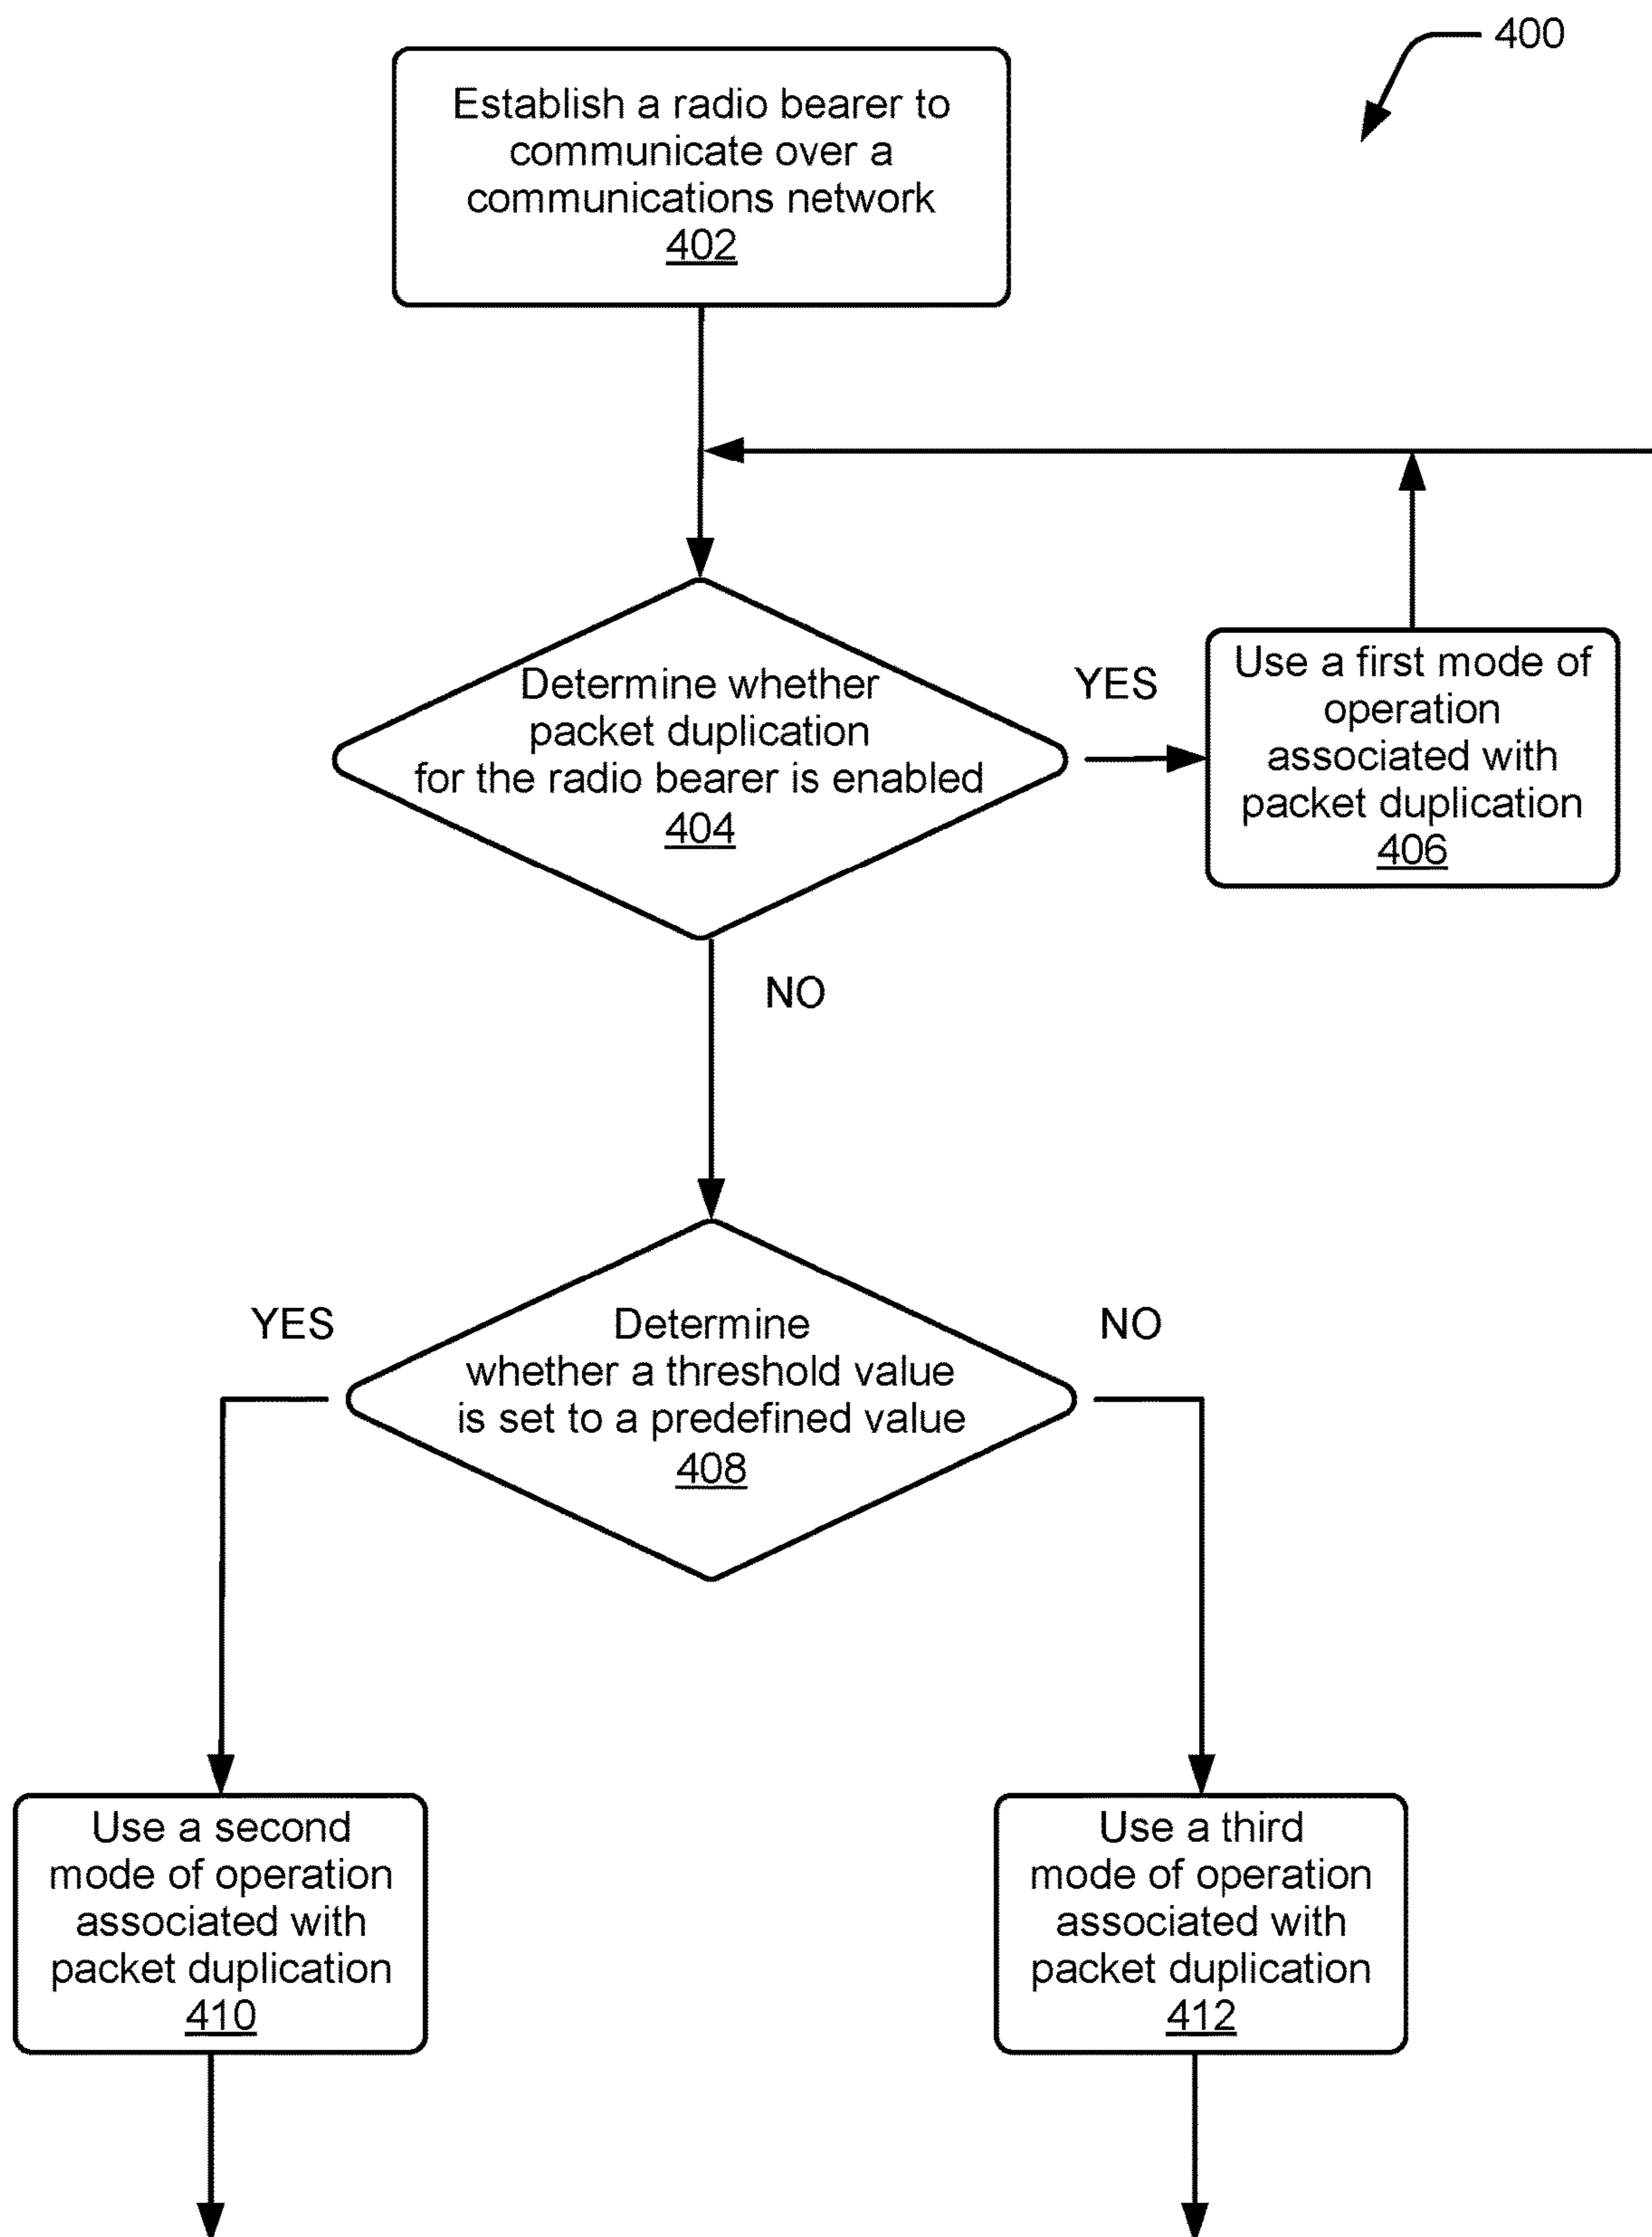 400
Establish a radio bearer to
communicate over a
communications network
402
Determine whether
packet duplication
for the radio bearer is enabled
404
YES
Use a first mode of
operation
associated with
packet duplication
406
NO
YES
Determine
whether a threshold value
is set to a predefined value
408
NO
Use a second
mode of operation
associated with
packet duplication
410
Use a third
mode of operation
associated with
packet duplication
412